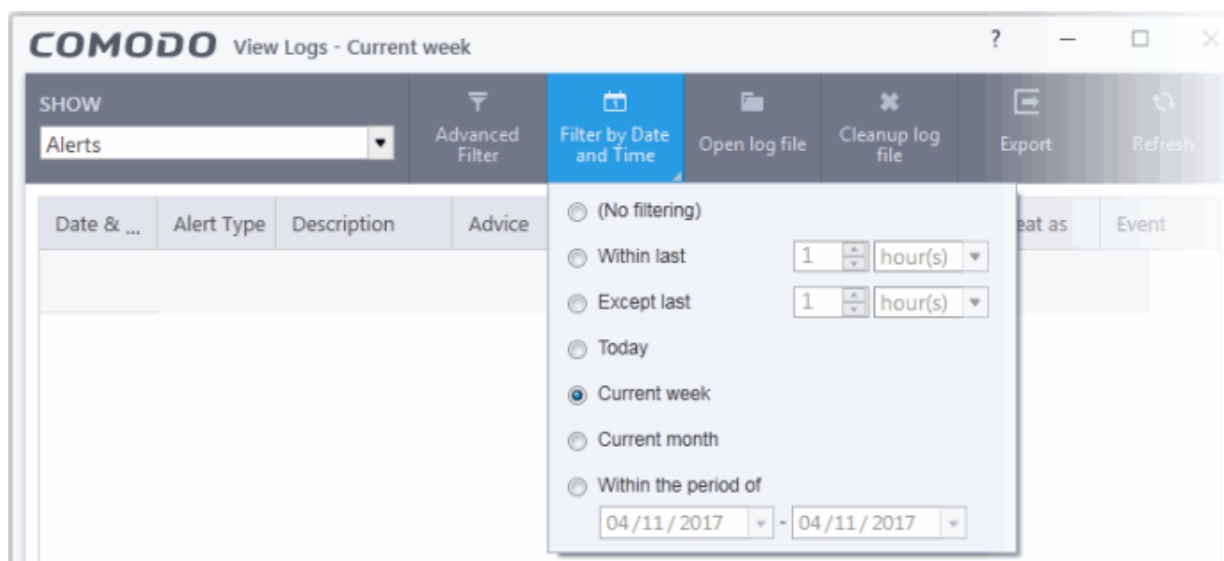 COMODO View Logs - Current week
?
SHOW
Alerts
Advanced
Filter
Filter by Date
and Time
Open log file
Cleanup log
file
Export
Refresh
Date & ... Alert Type Description Advice eat as Event
(No filtering)
Within last 1 hour(s)
Except last 1 hour(s)
Today
Current week
Current month
Within the period of
04/11/2017 - 04/11/2017